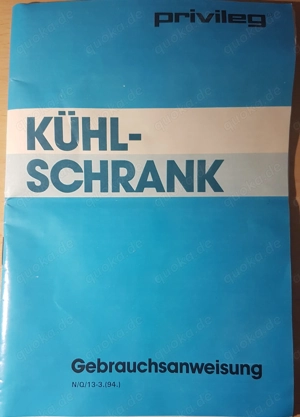 privileg
KÜHL-
SCHRANK
Gebrauchsanweisung
N/Q/13-3.(94.)